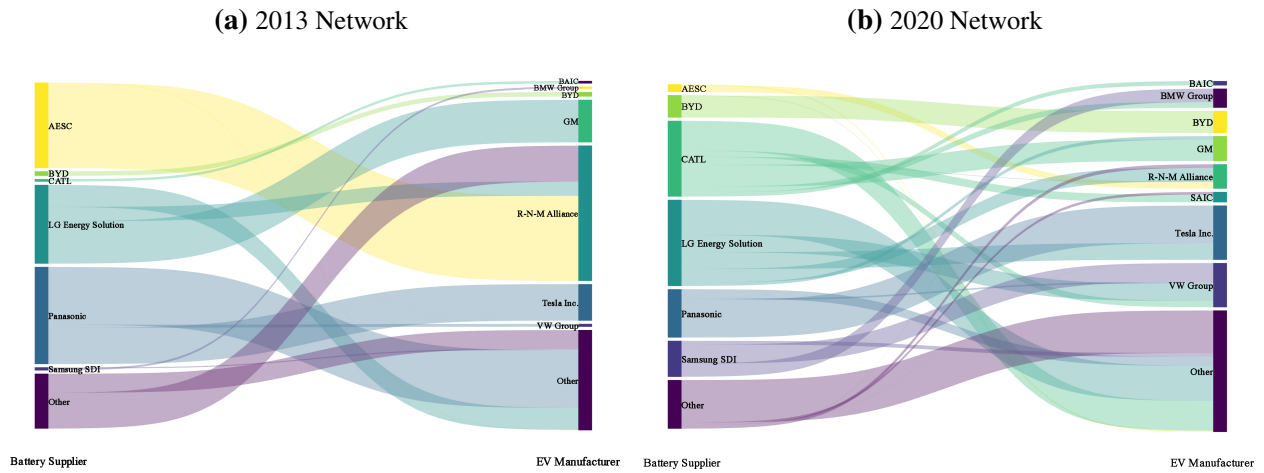 (a) 2013 Network
AESC
BYD
CATL
LG Energy Solution
Panasonic
Samsung SDI
Other
BAIC
BMW Group
BYD
GM
R-N-M Alliance
Tesla Inc.
VW Group
Other
Battery Supplier
EV Manufacturer
(b) 2020 Network
AESC
BYD
CATL
LG Energy Solution
Panasonic
Samsung SDI
Other
BAIC
BMW Group
BYD
GM
R-N-M Alliance
SAIC
Tesla Inc.
VW Group
Other
Battery Supplier
EV Manufacturer